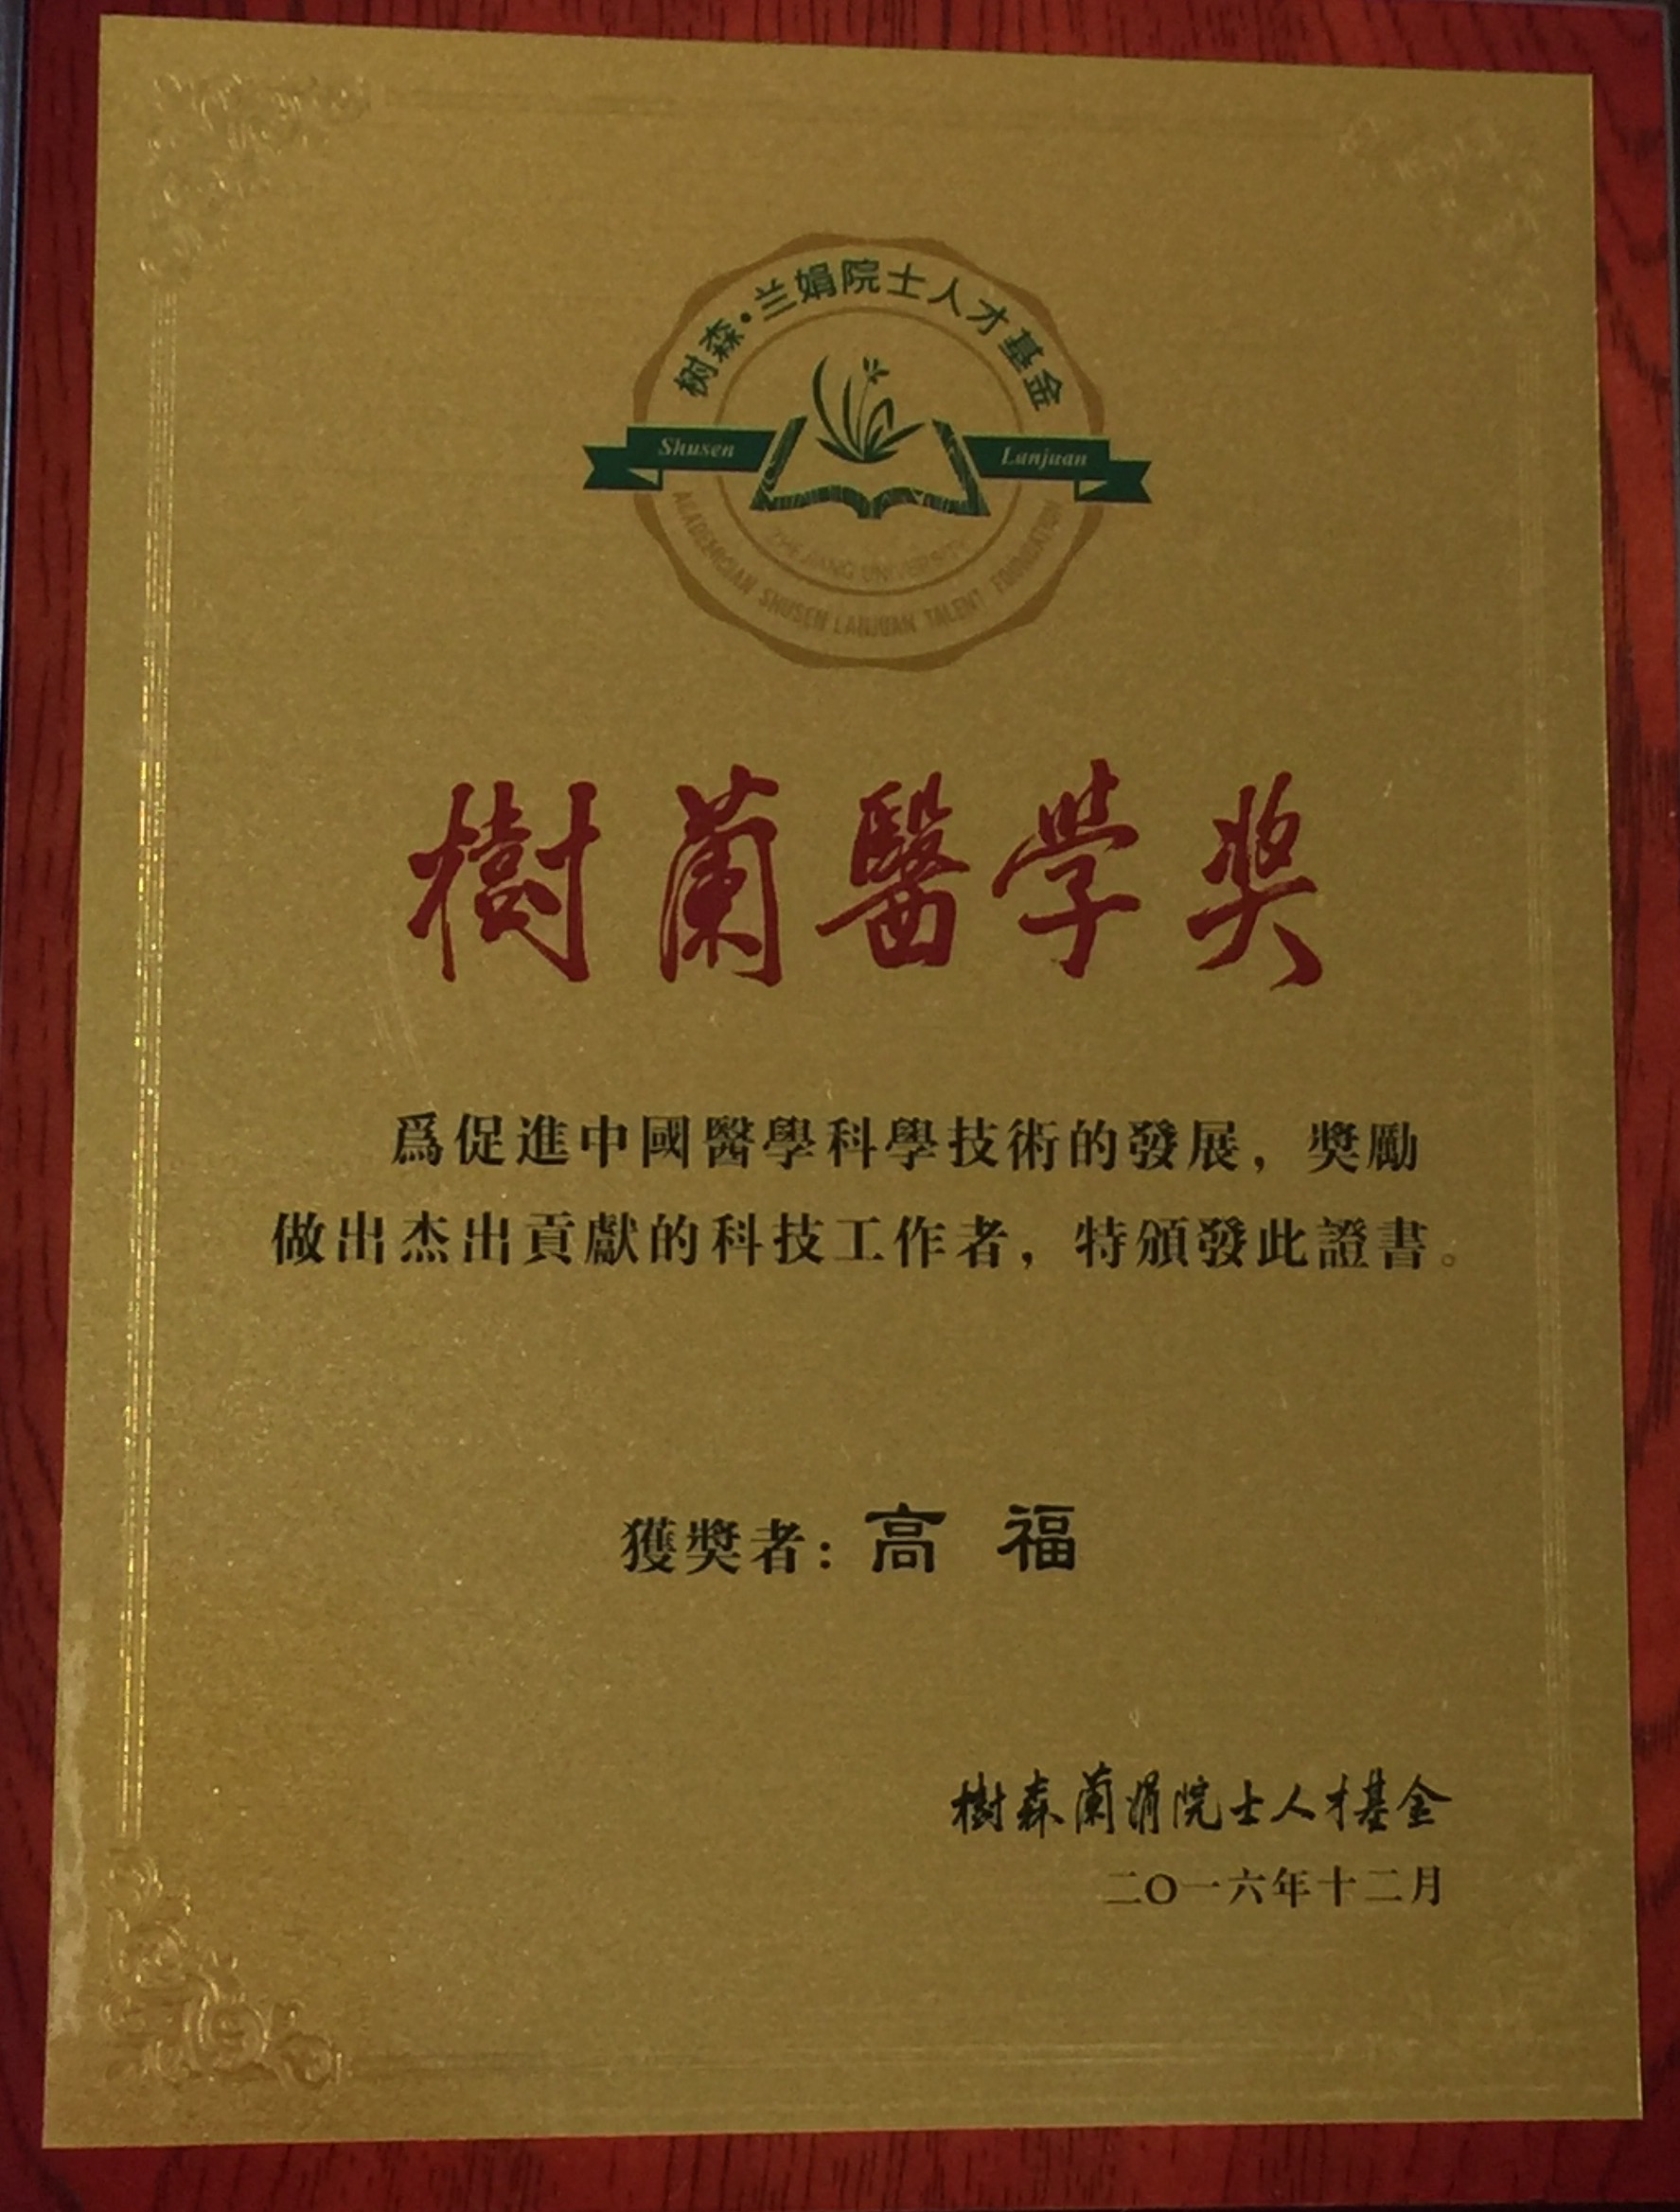 树森·兰娟院士人才基金
Shusen Lanjuan
ZHEJIANG UNIVERSITY
ACADEMICIAN SHUSEN LANJUAN TALENT FOUNDATION
樹蘭醫学奖
爲促進中國醫學科學技術的發展，獎勵
做出杰出貢獻的科技工作者，特頒發此證書。
獲獎者：高 福
樹森蘭娟院士人才基金
二〇一六年十二月